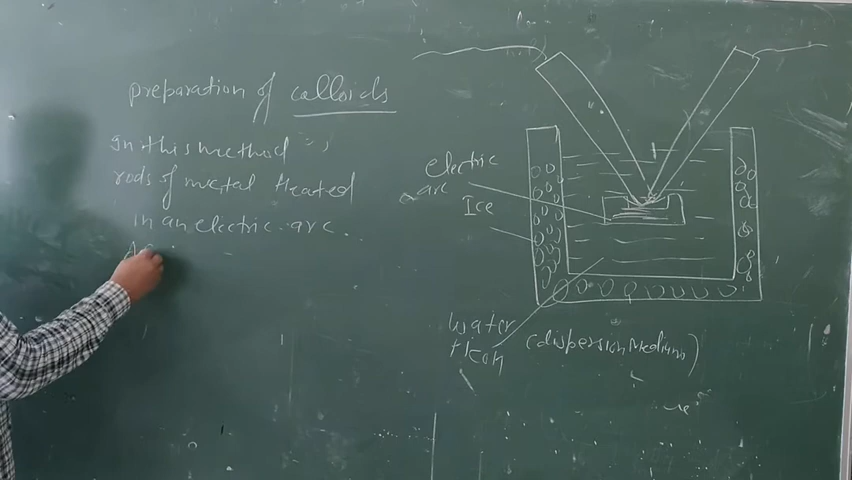 preparation of colloids
In this method
rods of metal Heated
in an electric arc.
electric
arc
Ice
water
+ KOH
(dispersion Medium)